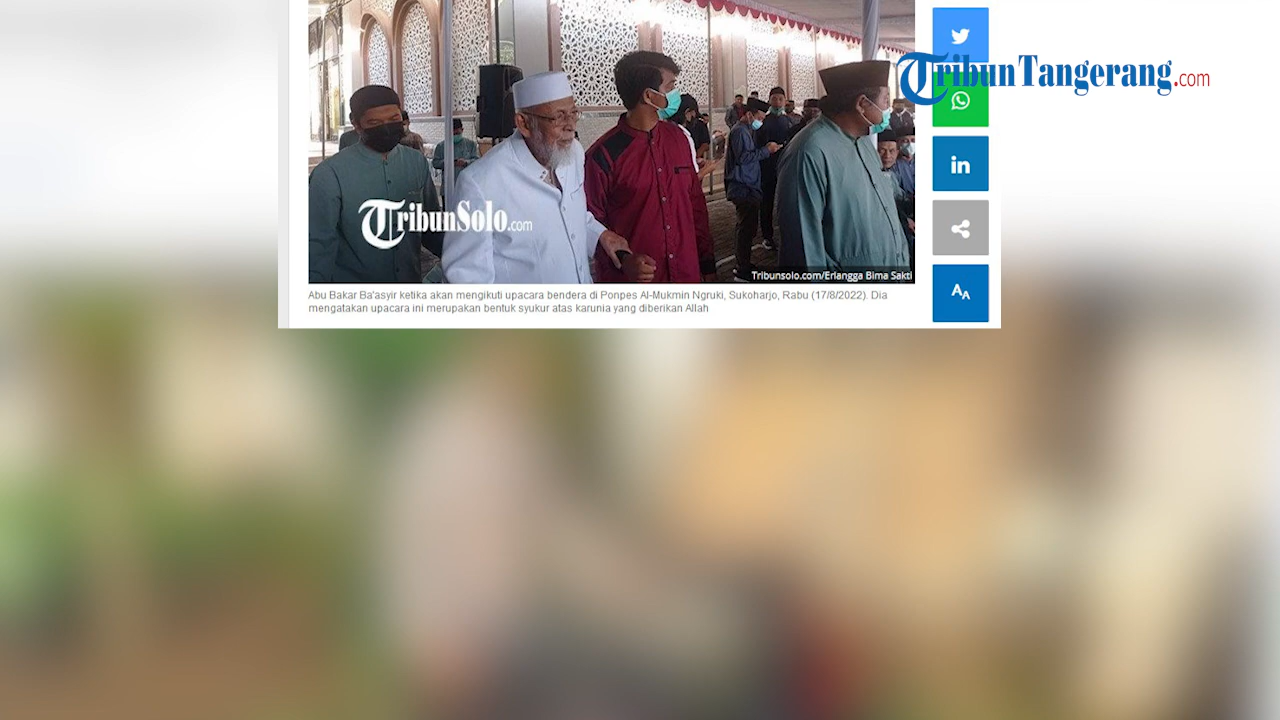 TribunTangerang.com
TribunSolo.com
Tribunsolo.com/Erlangga Bima Sakti
Abu Bakar Ba'asyir ketika akan mengikuti upacara bendera di Ponpes Al-Mukmin Ngruki, Sukoharjo, Rabu (17/8/2022). Dia
mengatakan upacara ini merupakan bentuk syukur atas karunia yang diberikan Allah
in
AA